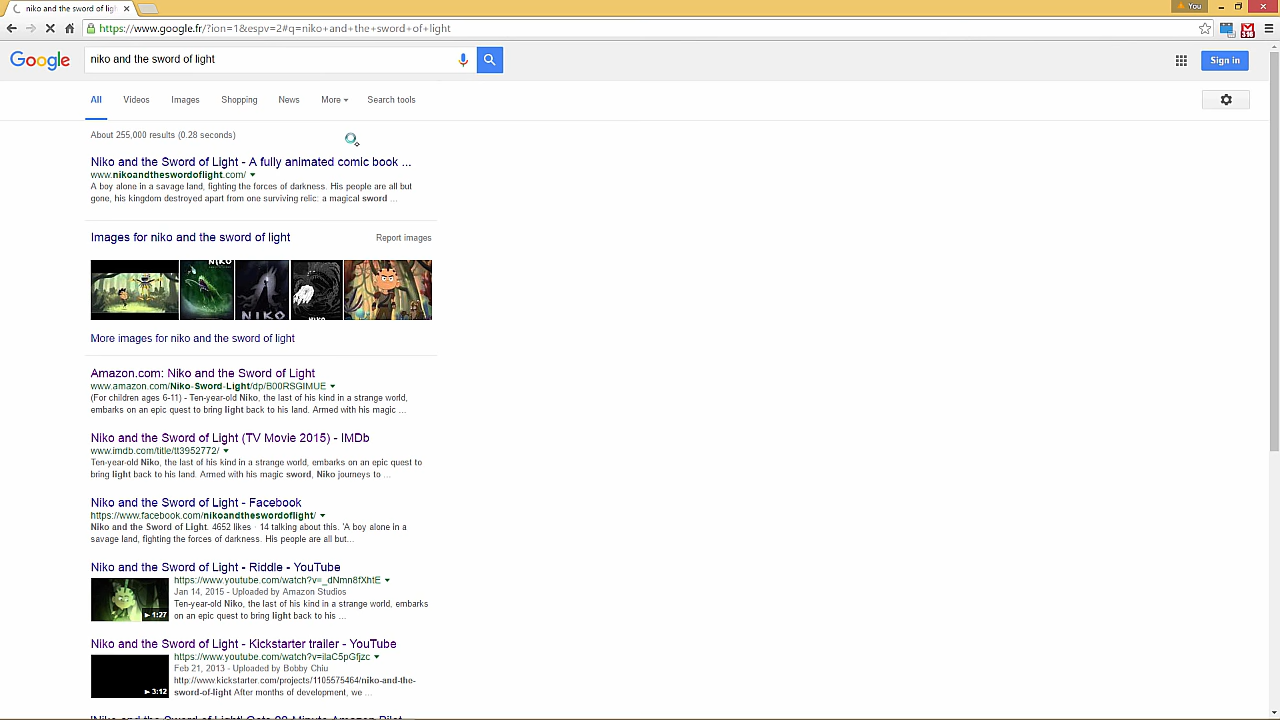 niko and the sword of ligh
You
https://www.google.fr/?ion=1&espv=2#q=niko+and+the+sword+of+light
Google
niko and the sword of light
Sign in
All Videos Images Shopping News More Search tools
About 255,000 results (0.28 seconds)
Niko and the Sword of Light - A fully animated comic book ...
www.nikoandtheswordoflight.com/
A boy alone in a savage land, fighting the forces of darkness. His people are all but
gone, his kingdom destroyed apart from one surviving relic: a magical sword ...
Images for niko and the sword of light
Report images
NIKO
NIKO
NIKO
More images for niko and the sword of light
Amazon.com: Niko and the Sword of Light
www.amazon.com/Niko-Sword-Light/dp/B00RSGIMUE
(For children ages 6-11) - Ten-year-old Niko, the last of his kind in a strange world,
embarks on an epic quest to bring light back to his land. Armed with his magic ...
Niko and the Sword of Light (TV Movie 2015) - IMDb
www.imdb.com/title/tt3952772/
Ten-year-old Niko, the last of his kind in a strange world, embarks on an epic quest to
bring light back to his land. Armed with his magic sword, Niko journeys to ...
Niko and the Sword of Light - Facebook
https://www.facebook.com/nikoandtheswordoflight/
Niko and the Sword of Light. 4652 likes · 14 talking about this. 'A boy alone in a
savage land, fighting the forces of darkness. His people are all but...
Niko and the Sword of Light - Riddle - YouTube
https://www.youtube.com/watch?v=_dNmn8fXhtE
Jan 14, 2015 - Uploaded by Amazon Studios
Ten-year-old Niko, the last of his kind in a strange world, embarks
on an epic quest to bring light back to his ...
1:27
Niko and the Sword of Light - Kickstarter trailer - YouTube
https://www.youtube.com/watch?v=ilaC5pGfjzc
Feb 21, 2013 - Uploaded by Bobby Chiu
http://www.kickstarter.com/projects/1105575464/niko-and-the-
sword-of-light After months of development, we ...
3:12
'Niko and the Sword of Light' Gets 20-Minute Amazon Pilot